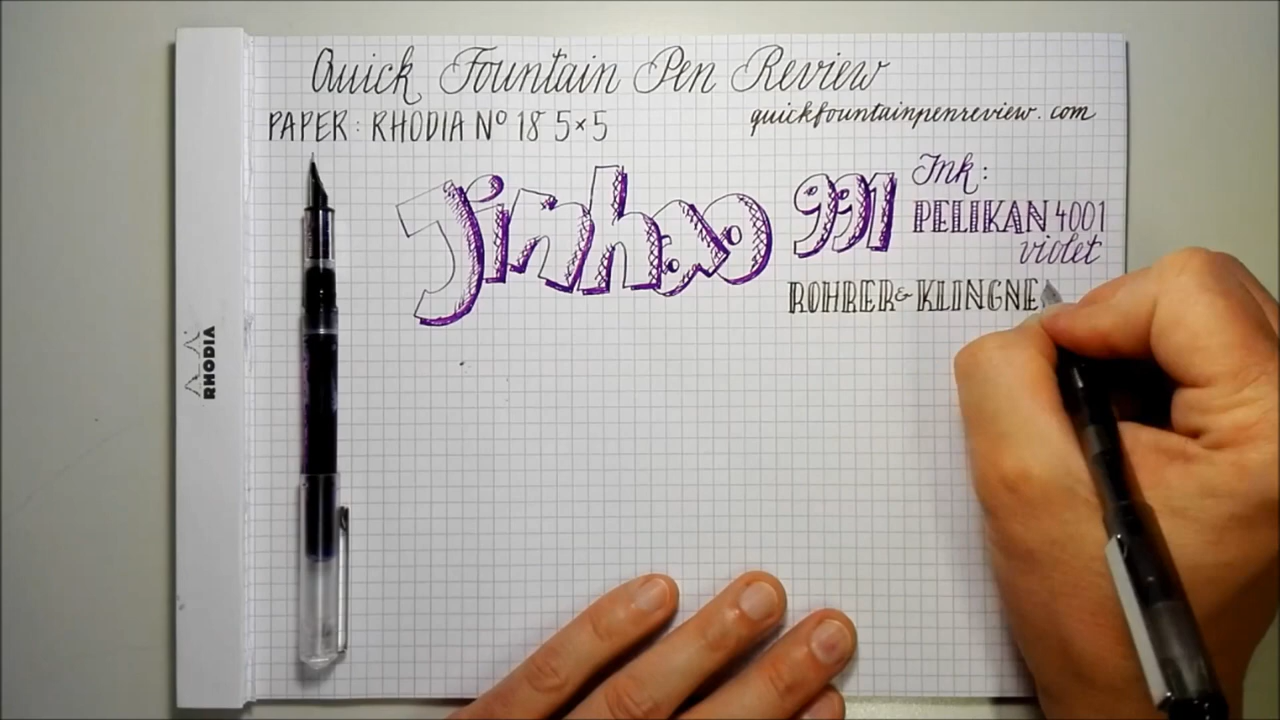 Quick Fountain Pen Review
PAPER: RHODIA Nº 18 5×5
quickfountainpenreview.com
Jinhao 991
Ink:
PELIKAN 4001
violet
ROHRER & KLINGNE
RHODIA